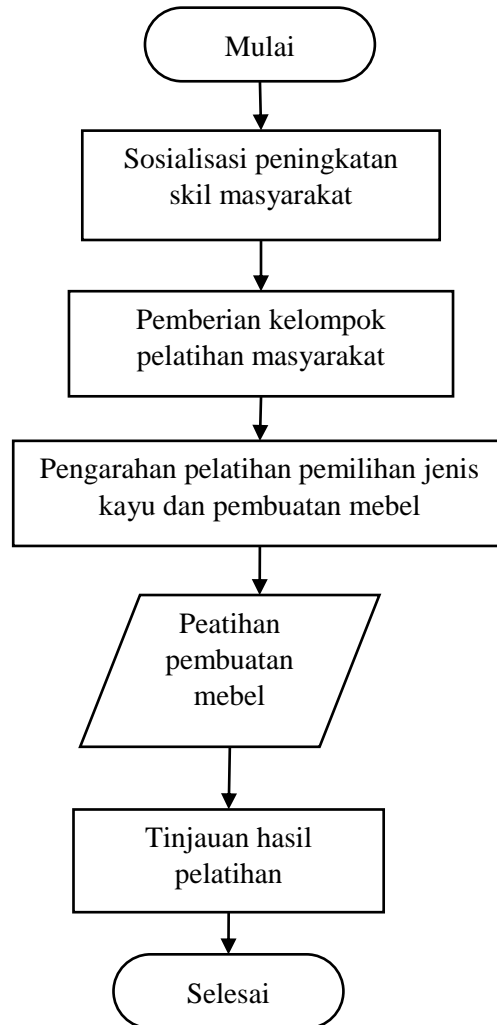 Mulai
Sosialisasi peningkatan
skil masyarakat
Pemberian kelompok
pelatihan masyarakat
Pengarahan pelatihan pemilihan jenis
kayu dan pembuatan mebel
Peatihan
pembuatan
mebel
Tinjauan hasil
pelatihan
Selesai